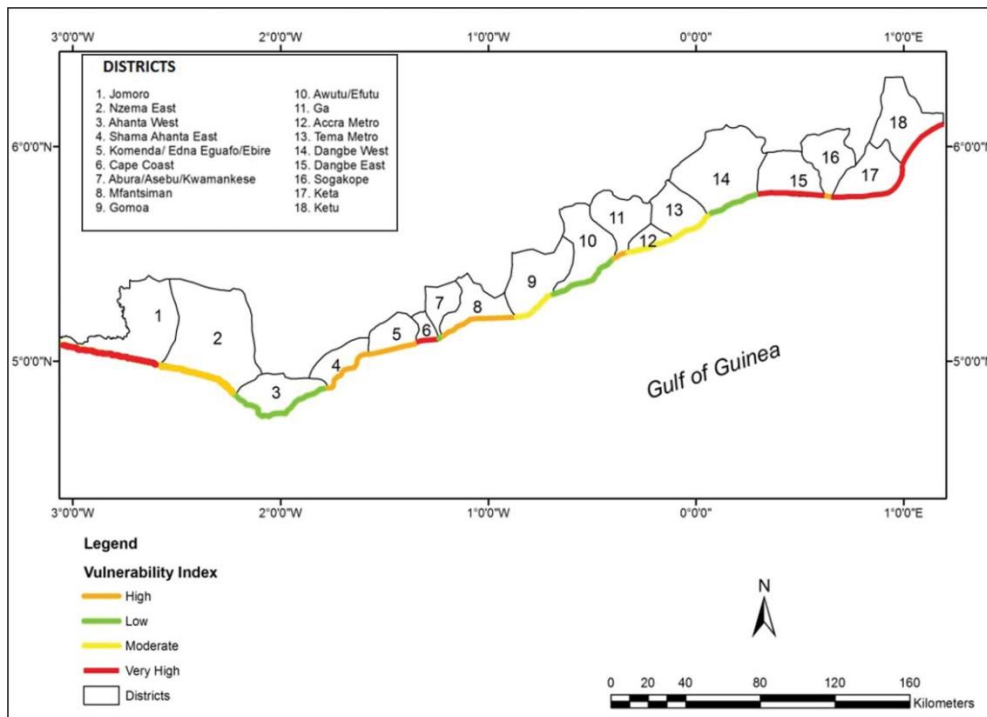 3°0'0"W 2°0'0"W 1°0'0"W 0°0'0" 1°0'0"E
DISTRICTS
1. Jomoro
2. Nzema East
3. Ahanta West
4. Shama Ahanta East
5. Komenda/ Edna Eguafo/Ebire
6. Cape Coast
7. Abura/Asebu/Kwamankese
8. Mfantsiman
9. Gomoa
10. Awutu/Efutu
11. Ga
12. Accra Metro
13. Tema Metro
14. Dangbe West
15. Dangbe East
16. Sogakope
17. Keta
18. Ketu
6°0'0"N 6°0'0"N
18
16
17
15
14
13
11
12
10
9
8
7
6
5
4
3
2
1
5°0'0"N 5°0'0"N
Gulf of Guinea
3°0'0"W 2°0'0"W 1°0'0"W 0°0'0" 1°0'0"E
Legend
Vulnerability Index
High
Low
Moderate
Very High
Districts
N
0 20 40 80 120 160
Kilometers